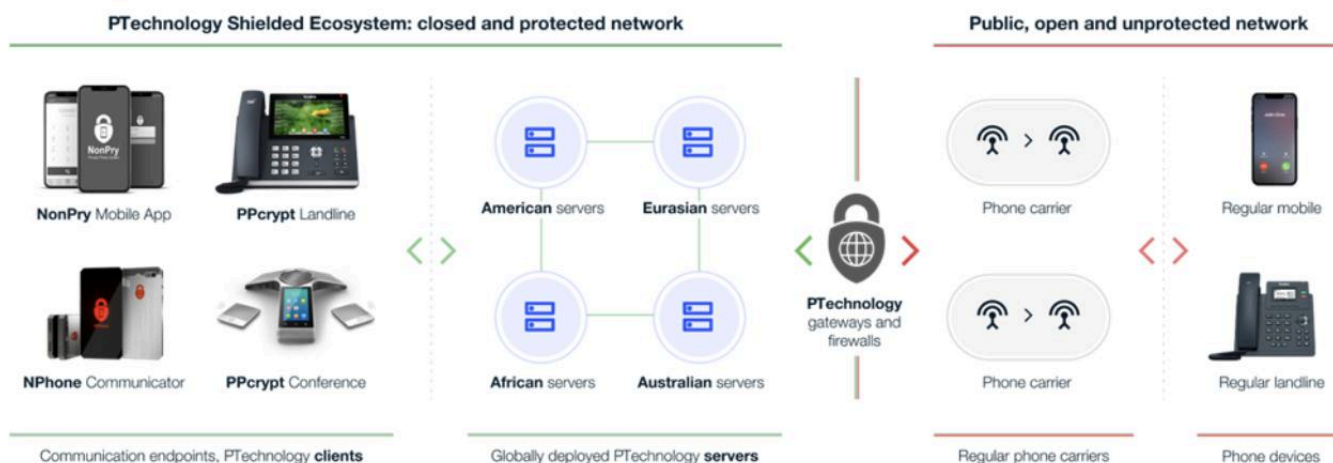 PTechnology Shielded Ecosystem: closed and protected network
Public, open and unprotected network
NonPry
NonPry Mobile App
PPcrypt Landline
American servers
Eurasian servers
Phone carrier
Regular mobile
PTechnology
gateways and
firewalls
NPhone Communicator
PPcrypt Conference
African servers
Australian servers
Phone carrier
Regular landline
Communication endpoints, PTechnology clients
Globally deployed PTechnology servers
Regular phone carriers
Phone devices